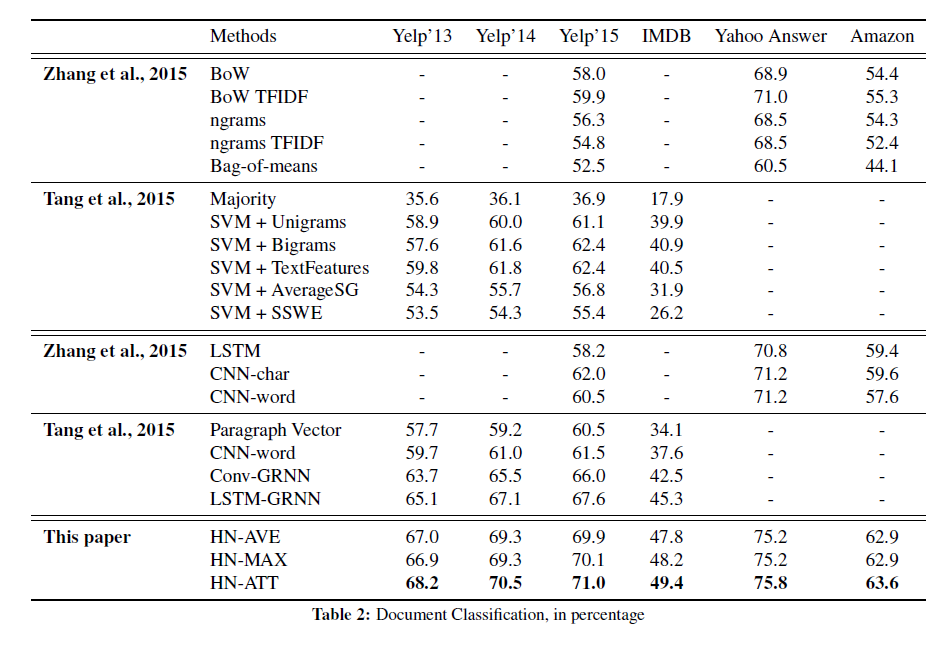 Methods Yelp’13 Yelp’14 Yelp’15 IMDB Yahoo Answer Amazon
Zhang et al., 2015 BoW - - 58.0 - 68.9 54.4
BoW TFIDF - - 59.9 - 71.0 55.3
ngrams - - 56.3 - 68.5 54.3
ngrams TFIDF - - 54.8 - 68.5 52.4
Bag-of-means - - 52.5 - 60.5 44.1
Tang et al., 2015 Majority 35.6 36.1 36.9 17.9 - -
SVM + Unigrams 58.9 60.0 61.1 39.9 - -
SVM + Bigrams 57.6 61.6 62.4 40.9 - -
SVM + TextFeatures 59.8 61.8 62.4 40.5 - -
SVM + AverageSG 54.3 55.7 56.8 31.9 - -
SVM + SSWE 53.5 54.3 55.4 26.2 - -
Zhang et al., 2015 LSTM - - 58.2 - 70.8 59.4
CNN-char - - 62.0 - 71.2 59.6
CNN-word - - 60.5 - 71.2 57.6
Tang et al., 2015 Paragraph Vector 57.7 59.2 60.5 34.1 - -
CNN-word 59.7 61.0 61.5 37.6 - -
Conv-GRNN 63.7 65.5 66.0 42.5 - -
LSTM-GRNN 65.1 67.1 67.6 45.3 - -
This paper HN-AVE 67.0 69.3 69.9 47.8 75.2 62.9
HN-MAX 66.9 69.3 70.1 48.2 75.2 62.9
HN-ATT 68.2 70.5 71.0 49.4 75.8 63.6
Table 2: Document Classification, in percentage